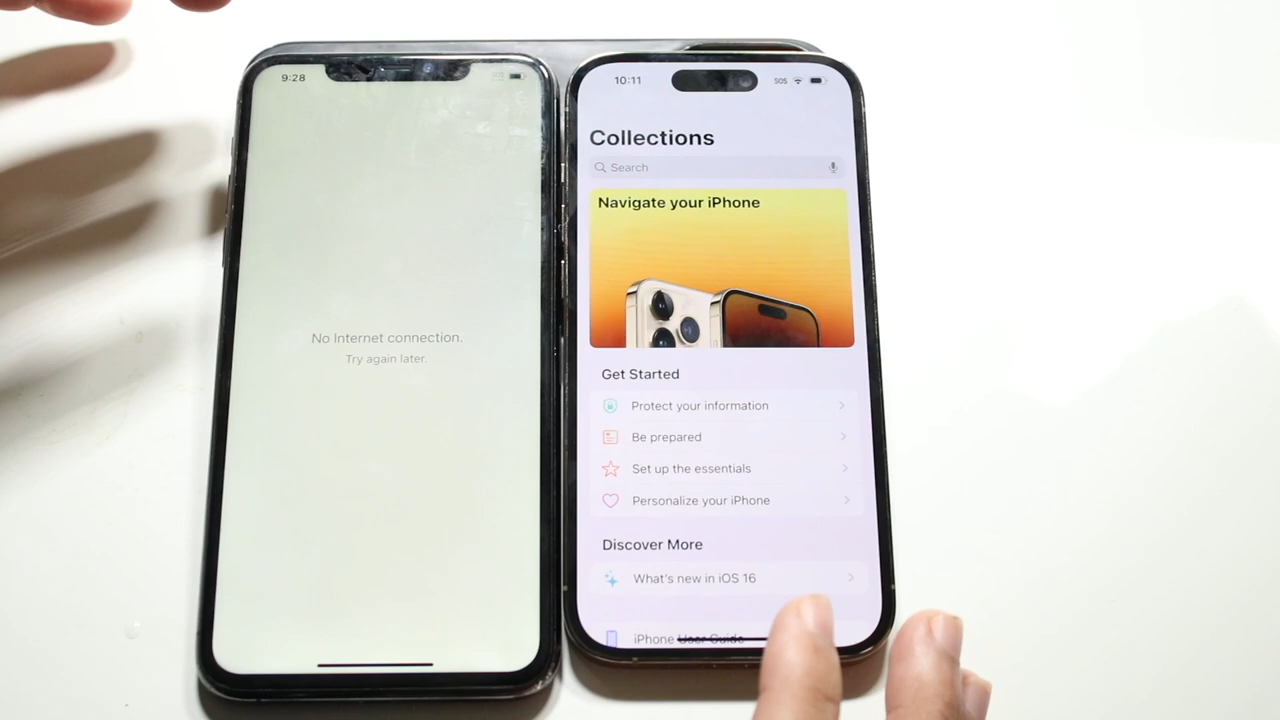 9:28
No Internet connection.
Try again later.
10:11
SOS
Collections
Search
Navigate your iPhone
Get Started
Protect your information
Be prepared
Set up the essentials
Personalize your iPhone
Discover More
What's new in iOS 16
iPhone User Guide